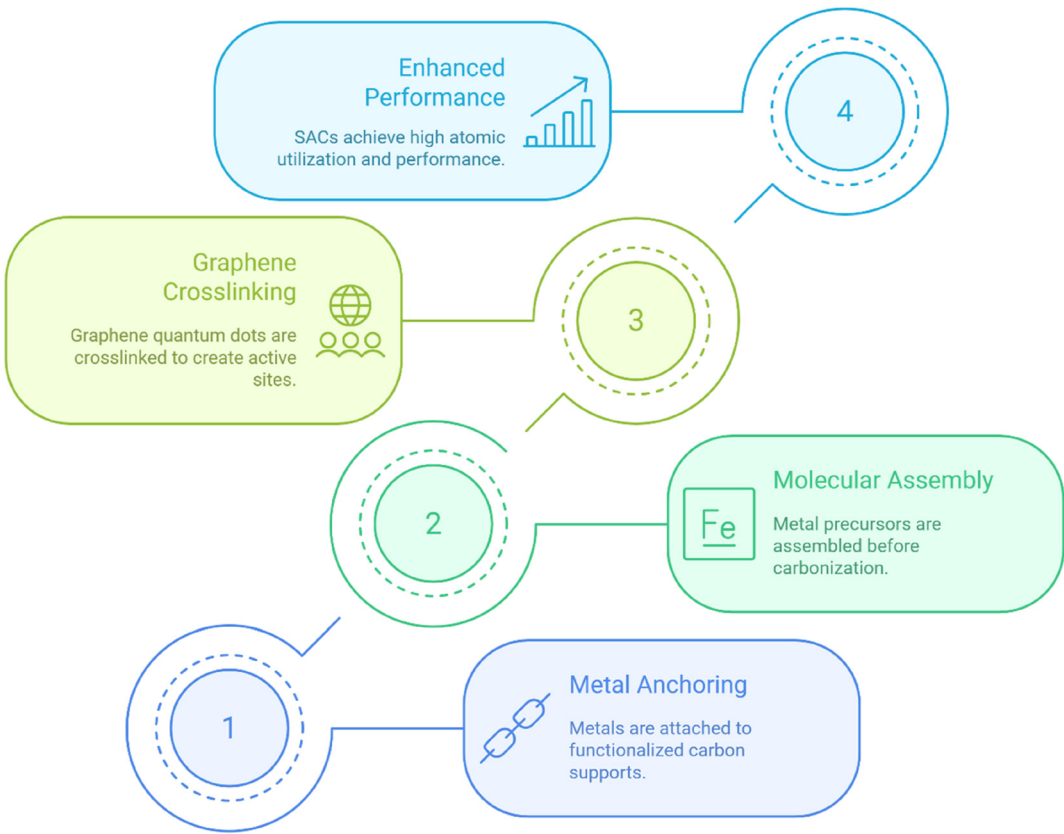 Enhanced
Performance
SACs achieve high atomic
utilization and performance.
4
Graphene
Crosslinking
Graphene quantum dots are
crosslinked to create active
sites.
3
2
Fe
Molecular Assembly
Metal precursors are
assembled before
carbonization.
1
Metal Anchoring
Metals are attached to
functionalized carbon
supports.